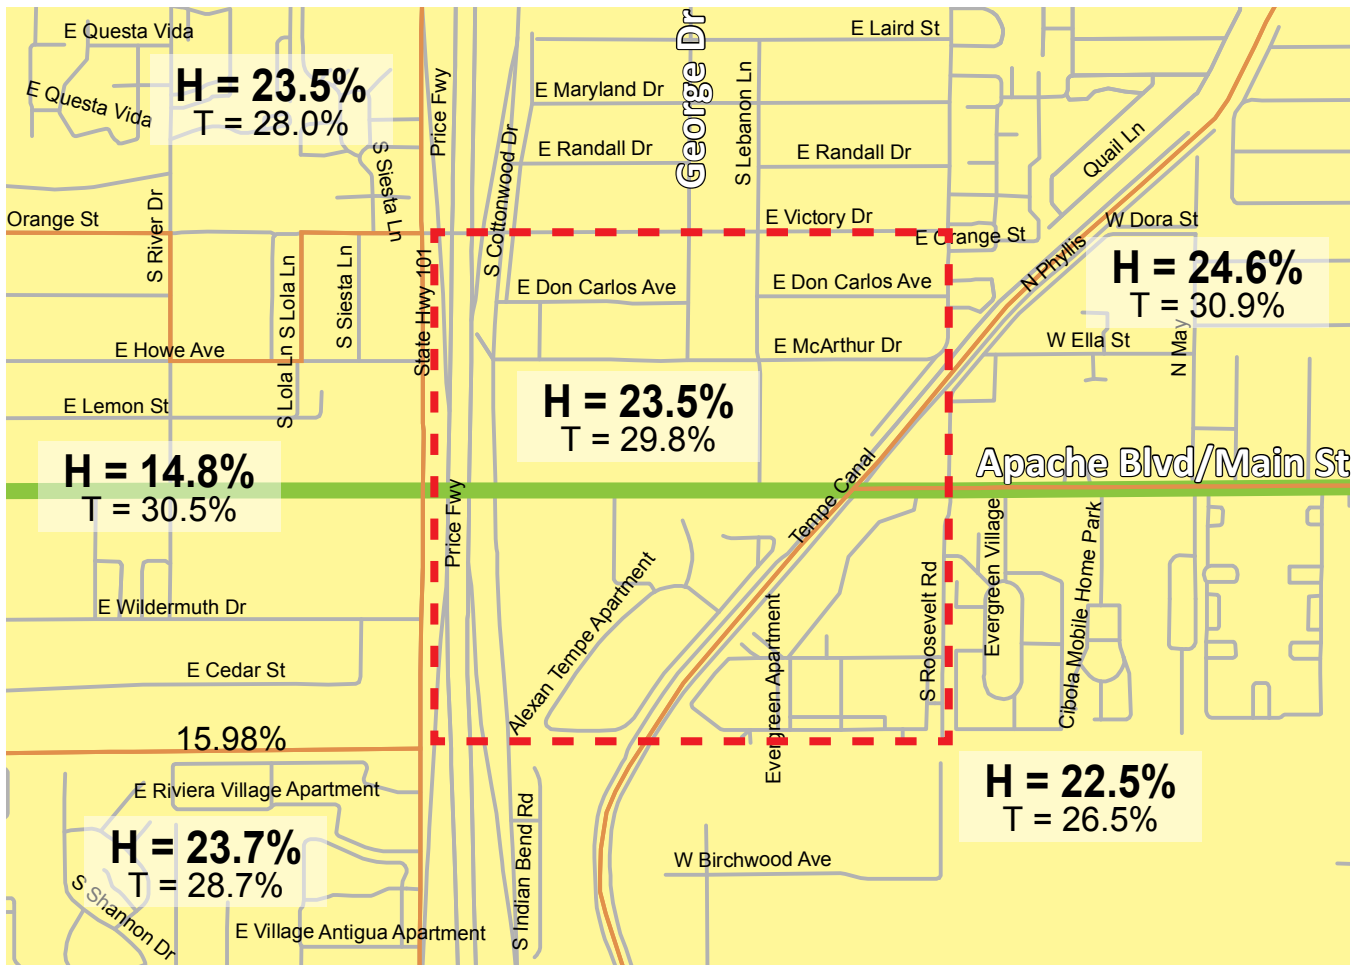 E Questa Vida
E Laird St
George Dr
H = 23.5%
T = 28.0%
E Questa Vida
Price Fwy
E Maryland Dr
S Lebanon Ln
E Randall Dr
E Randall Dr
Quail Ln
S Siesta Ln
S Cottonwood Dr
Orange St
S River Dr
E Victory Dr
W Dora St
E Orange St
N Phyllis
H = 24.6%
T = 30.9%
S Lola Ln
S Siesta Ln
State Hwy 101
E Don Carlos Ave
E Don Carlos Ave
E Howe Ave
S Lola Ln
E McArthur Dr
W Ella St
N May
E Lemon St
H = 23.5%
T = 29.8%
H = 14.8%
T = 30.5%
Apache Blvd/Main St
Price Fwy
Tempe Canal
Evergreen Village
Cibola Mobile Home Park
E Wildermuth Dr
Alexan Tempe Apartment
Evergreen Apartment
S Roosevelt Rd
E Cedar St
15.98%
E Riviera Village Apartment
H = 22.5%
T = 26.5%
H = 23.7%
T = 28.7%
S Indian Bend Rd
W Birchwood Ave
S Shannon Dr
E Village Antigua Apartment